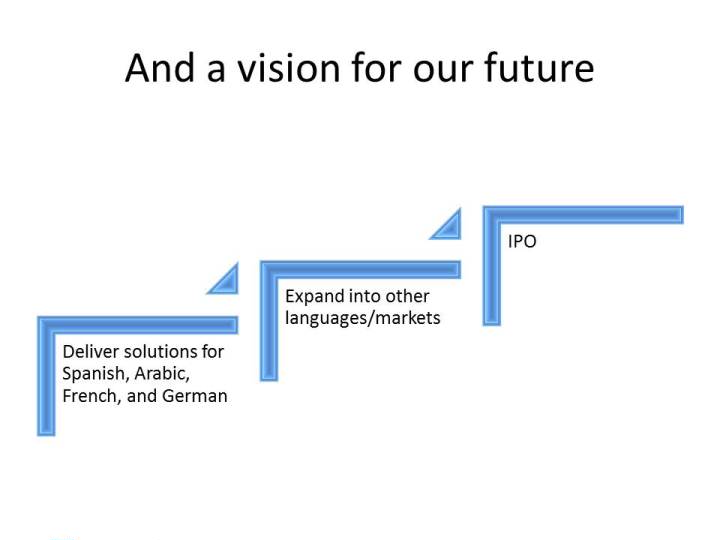 And a vision for our future
Deliver solutions for
Spanish, Arabic,
French, and German
Expand into other
languages/markets
IPO